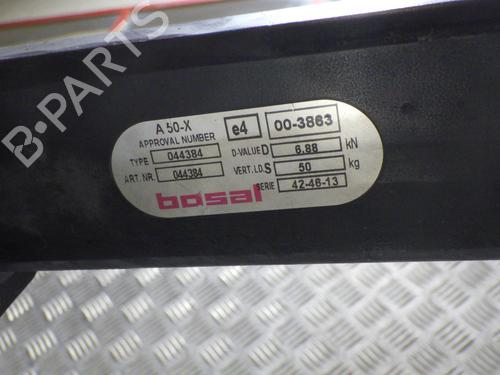 A 50-X
APPROVAL NUMBER e4 00-3863
TYPE 044384 D-VALUE D 6.88 kN
ART. NR. 044384 VERT. LD. S 50 kg
SERIE 42-46-13
bosal
B-PARTS